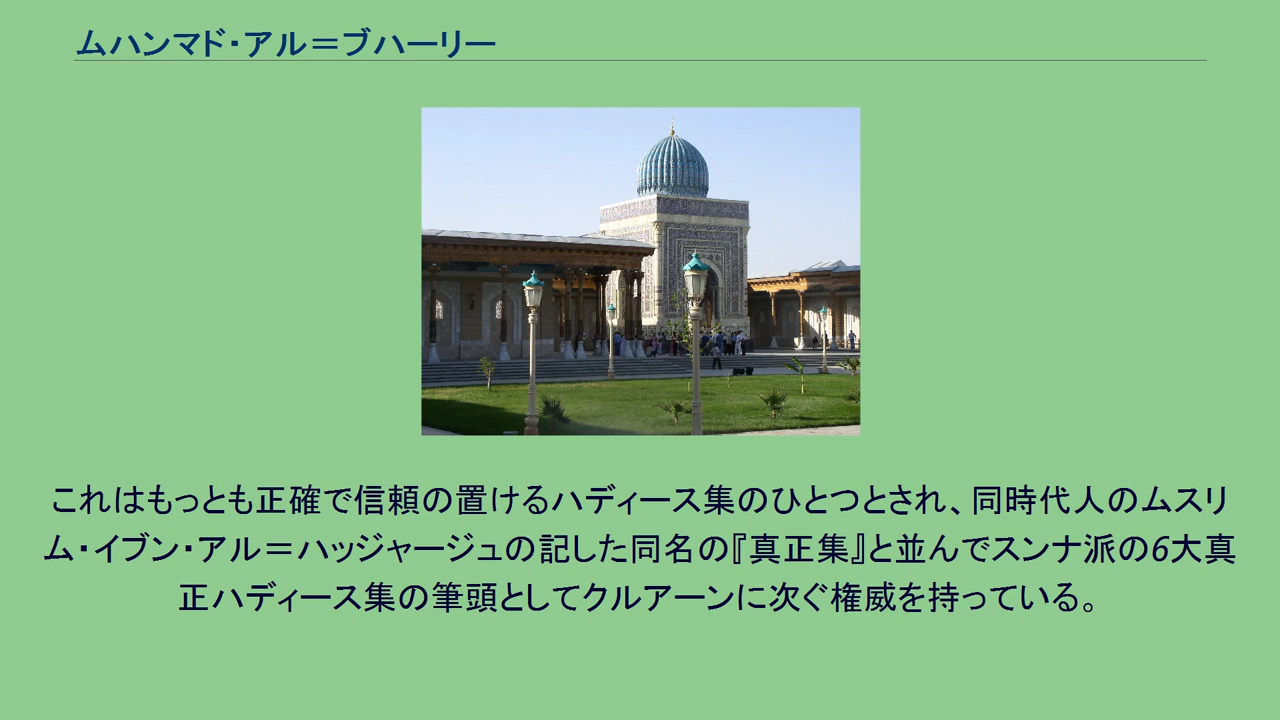 ムハンマド・アル＝ブハーリー
これはもっとも正確で信頼の置けるハディース集のひとつとされ、同時代人のムスリ
ム・イブン・アル＝ハッジャージュの記した同名の『真正集』と並んでスンナ派の6大真
正ハディース集の筆頭としてクルアーンに次ぐ権威を持っている。